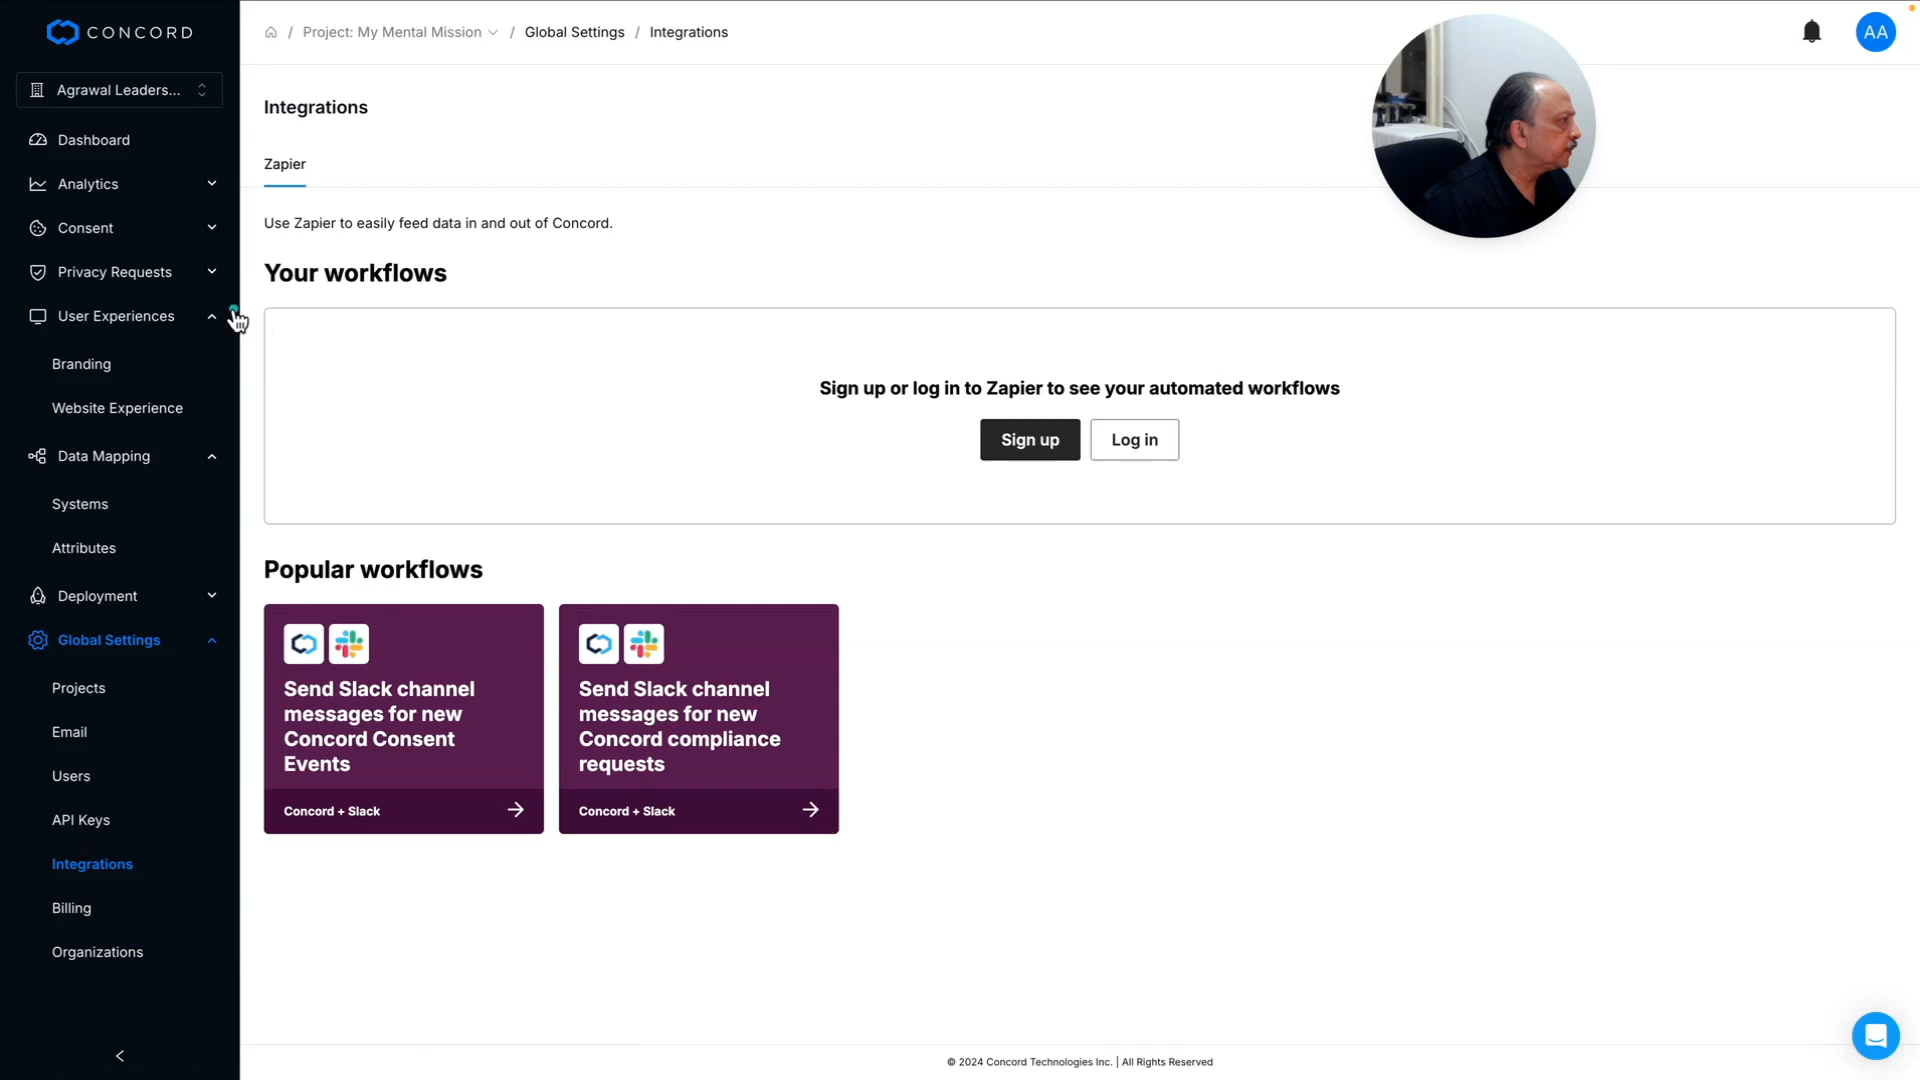 CONCORD
Agrawal Leaders...
Dashboard
Analytics
Consent
Privacy Requests
User Experiences
Branding
Website Experience
Data Mapping
Systems
Attributes
Deployment
Global Settings
Projects
Email
Users
API Keys
Integrations
Billing
Organizations
/ Project: My Mental Mission / Global Settings / Integrations
AA
Integrations
Zapier
Use Zapier to easily feed data in and out of Concord.
Your workflows
Sign up or log in to Zapier to see your automated workflows
Sign up
Log in
Popular workflows
Send Slack channel
messages for new
Concord Consent
Events
Concord + Slack
Send Slack channel
messages for new
Concord compliance
requests
Concord + Slack
© 2024 Concord Technologies Inc. | All Rights Reserved